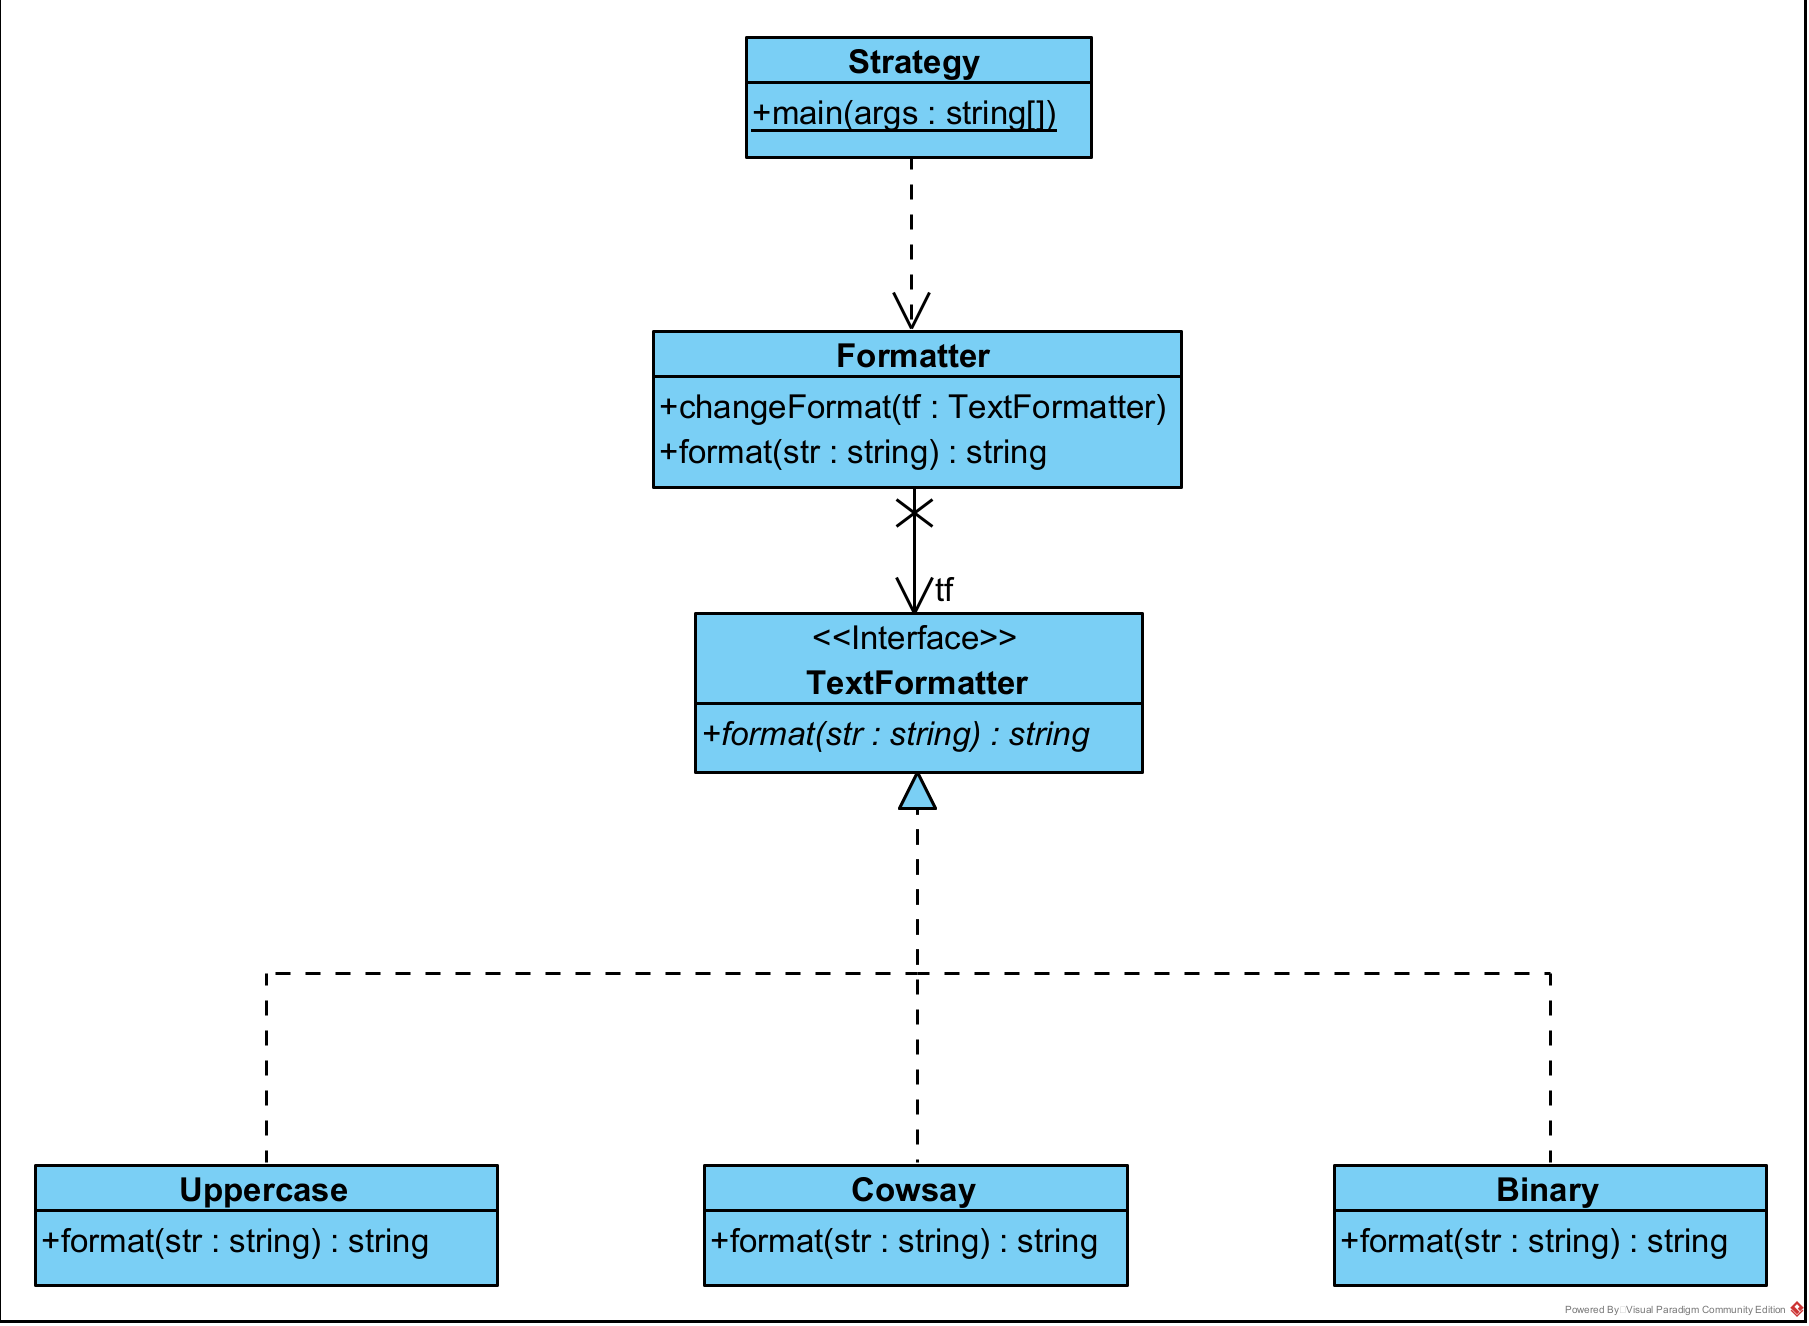 Strategy
+main(args : string[])
Formatter
+changeFormat(tf : TextFormatter)
+format(str : string) : string
tf
<<Interface>>
TextFormatter
+format(str : string) : string
Uppercase
+format(str : string) : string
Cowsay
+format(str : string) : string
Binary
+format(str : string) : string
Powered By Visual Paradigm Community Edition